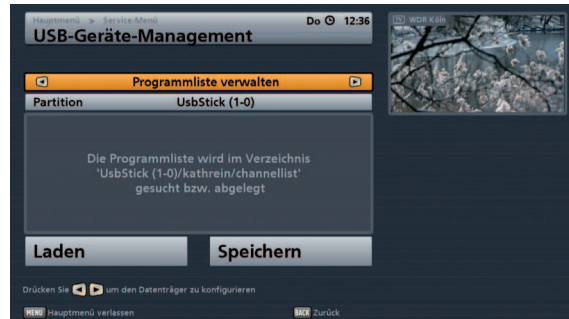 Hauptmenü > Service-Menü
USB-Geräte-Management
Do 12:36
TV WDR Köln
Programmliste verwalten
Partition UsbStick (1-0)
Die Programmliste wird im Verzeichnis
'UsbStick (1-0)/kathrein/channellist'
gesucht bzw. abgelegt
Laden Speichern
Drücken Sie um den Datenträger zu konfigurieren
MENU Hauptmenü verlassen BACK Zurück